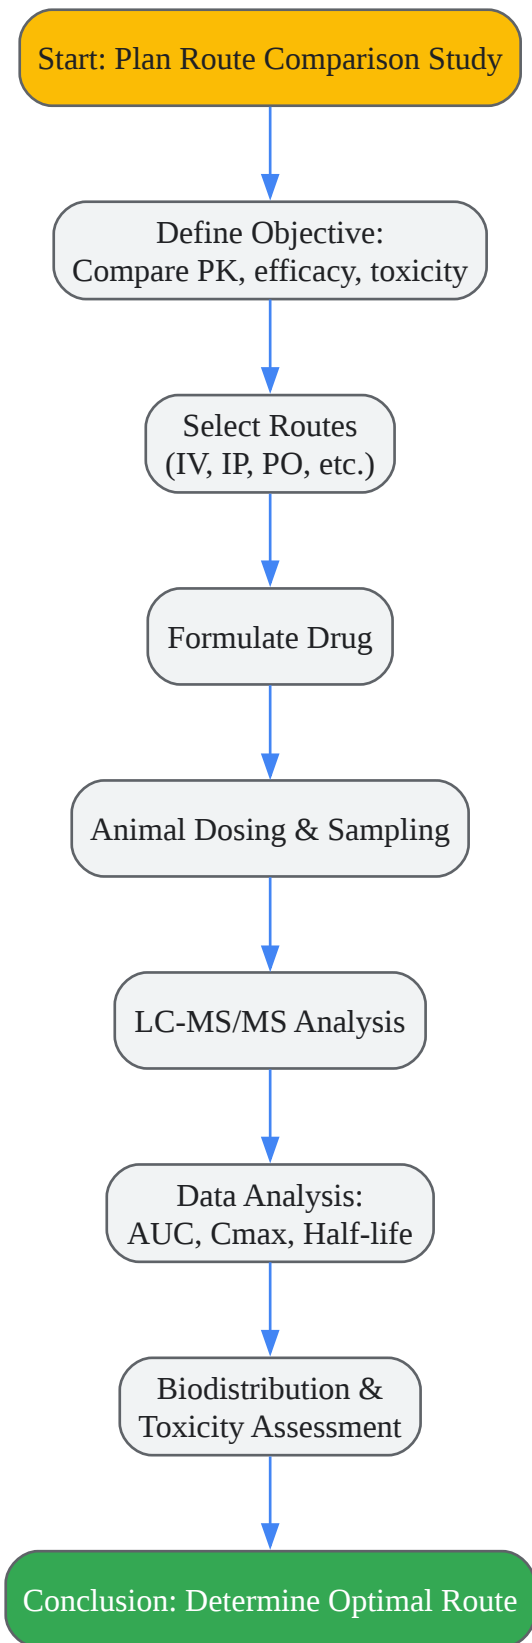 Start: Plan Route Comparison Study
Define Objective:
Compare PK, efficacy, toxicity
Select Routes
(IV, IP, PO, etc.)
Formulate Drug
Animal Dosing & Sampling
LC-MS/MS Analysis
Data Analysis:
AUC, Cmax, Half-life
Biodistribution &
Toxicity Assessment
Conclusion: Determine Optimal Route